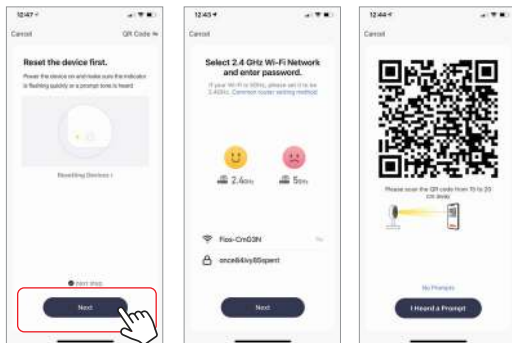 12:47
Cancel
QR Code
Reset the device first.
Power the device on and make sure the indicator
is flashing quickly or a prompt tone is heard
Resetting Devices >
Next step
Next
12:43
Cancel
Select 2.4 GHz Wi-Fi Network
and enter password.
If your Wi-Fi is 5GHz, please set it to be
2.4GHz. Common router setting method
2.4GHz
5GHz
Next
12:44
Cancel
Please scan the QR code from 15 to 20
cm away
No Prompts
I Heard a Prompt